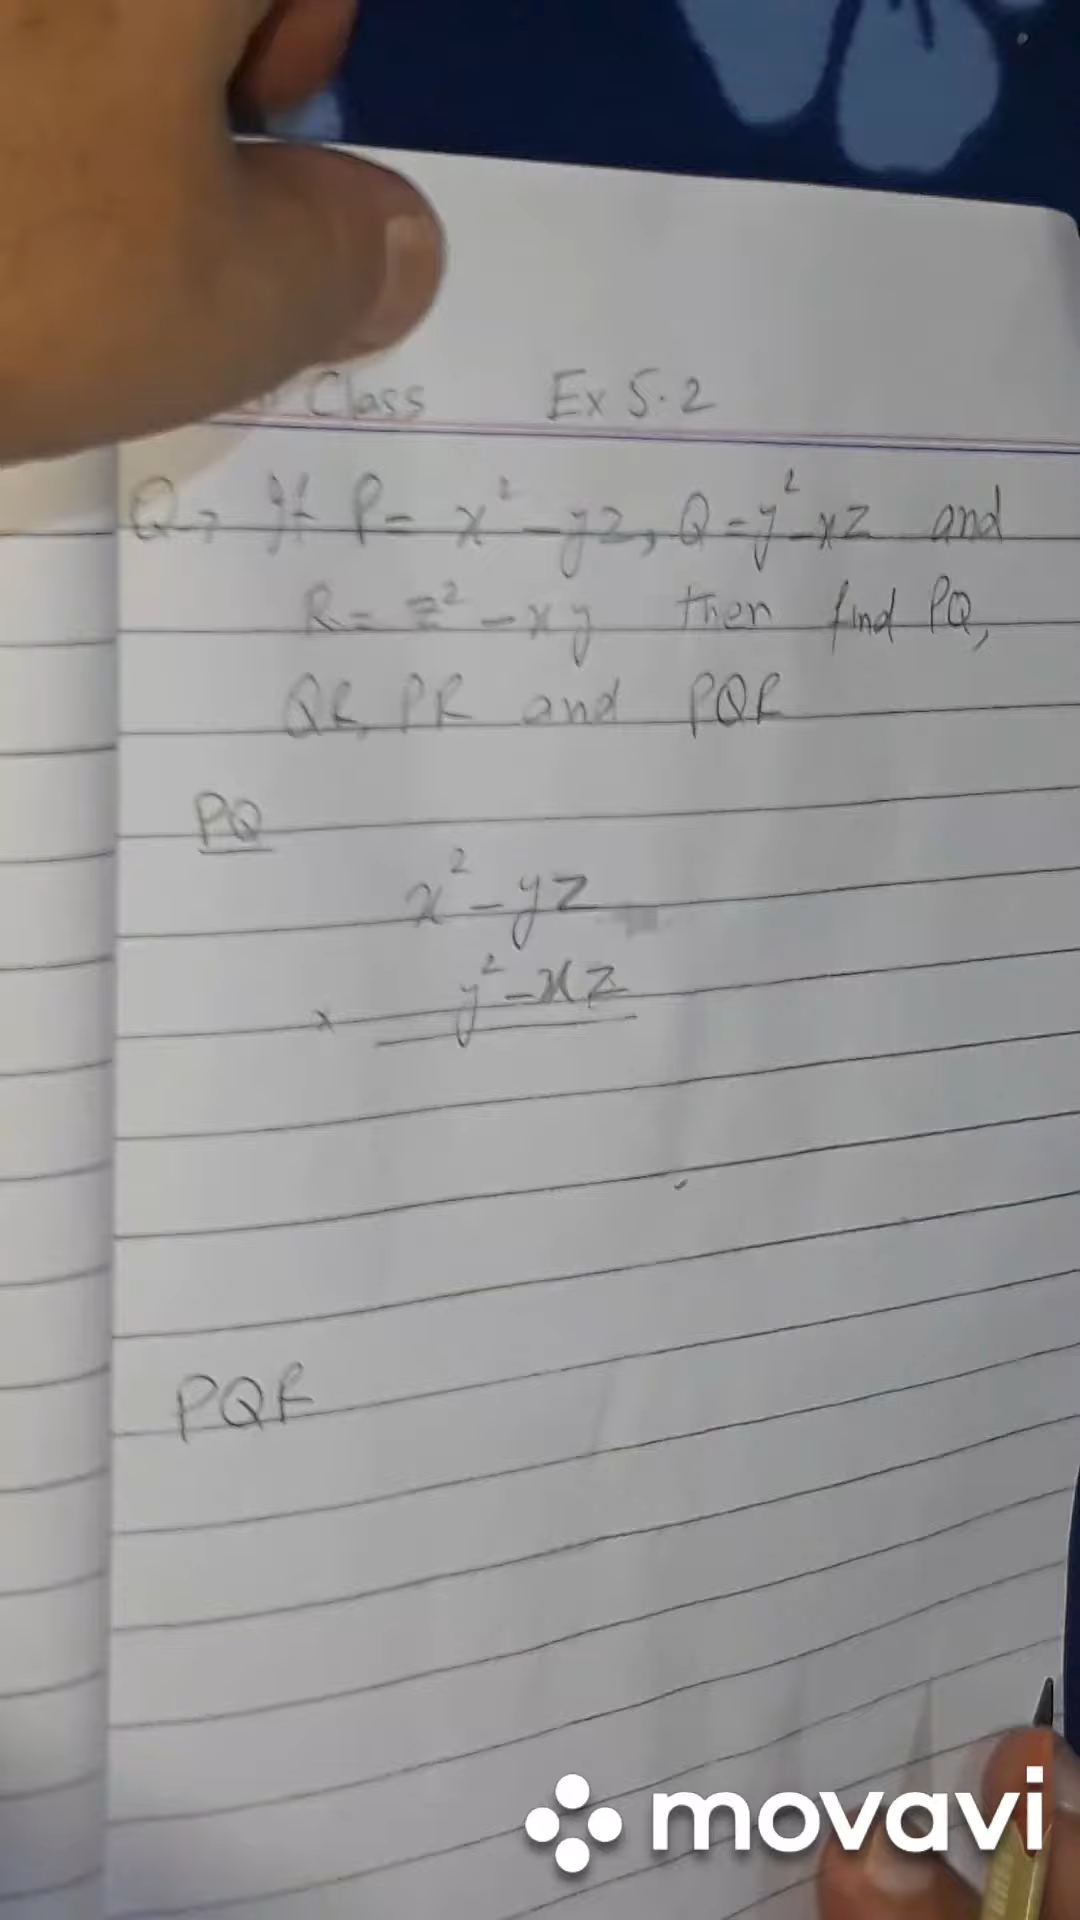 Class Ex 5.2
Q, If P = x² - yz, Q = y² - xz and
R = z² - xy then find PQ,
QR, PR and PQR
PQ
x² - yz
× y² - xz
PQR
movavi